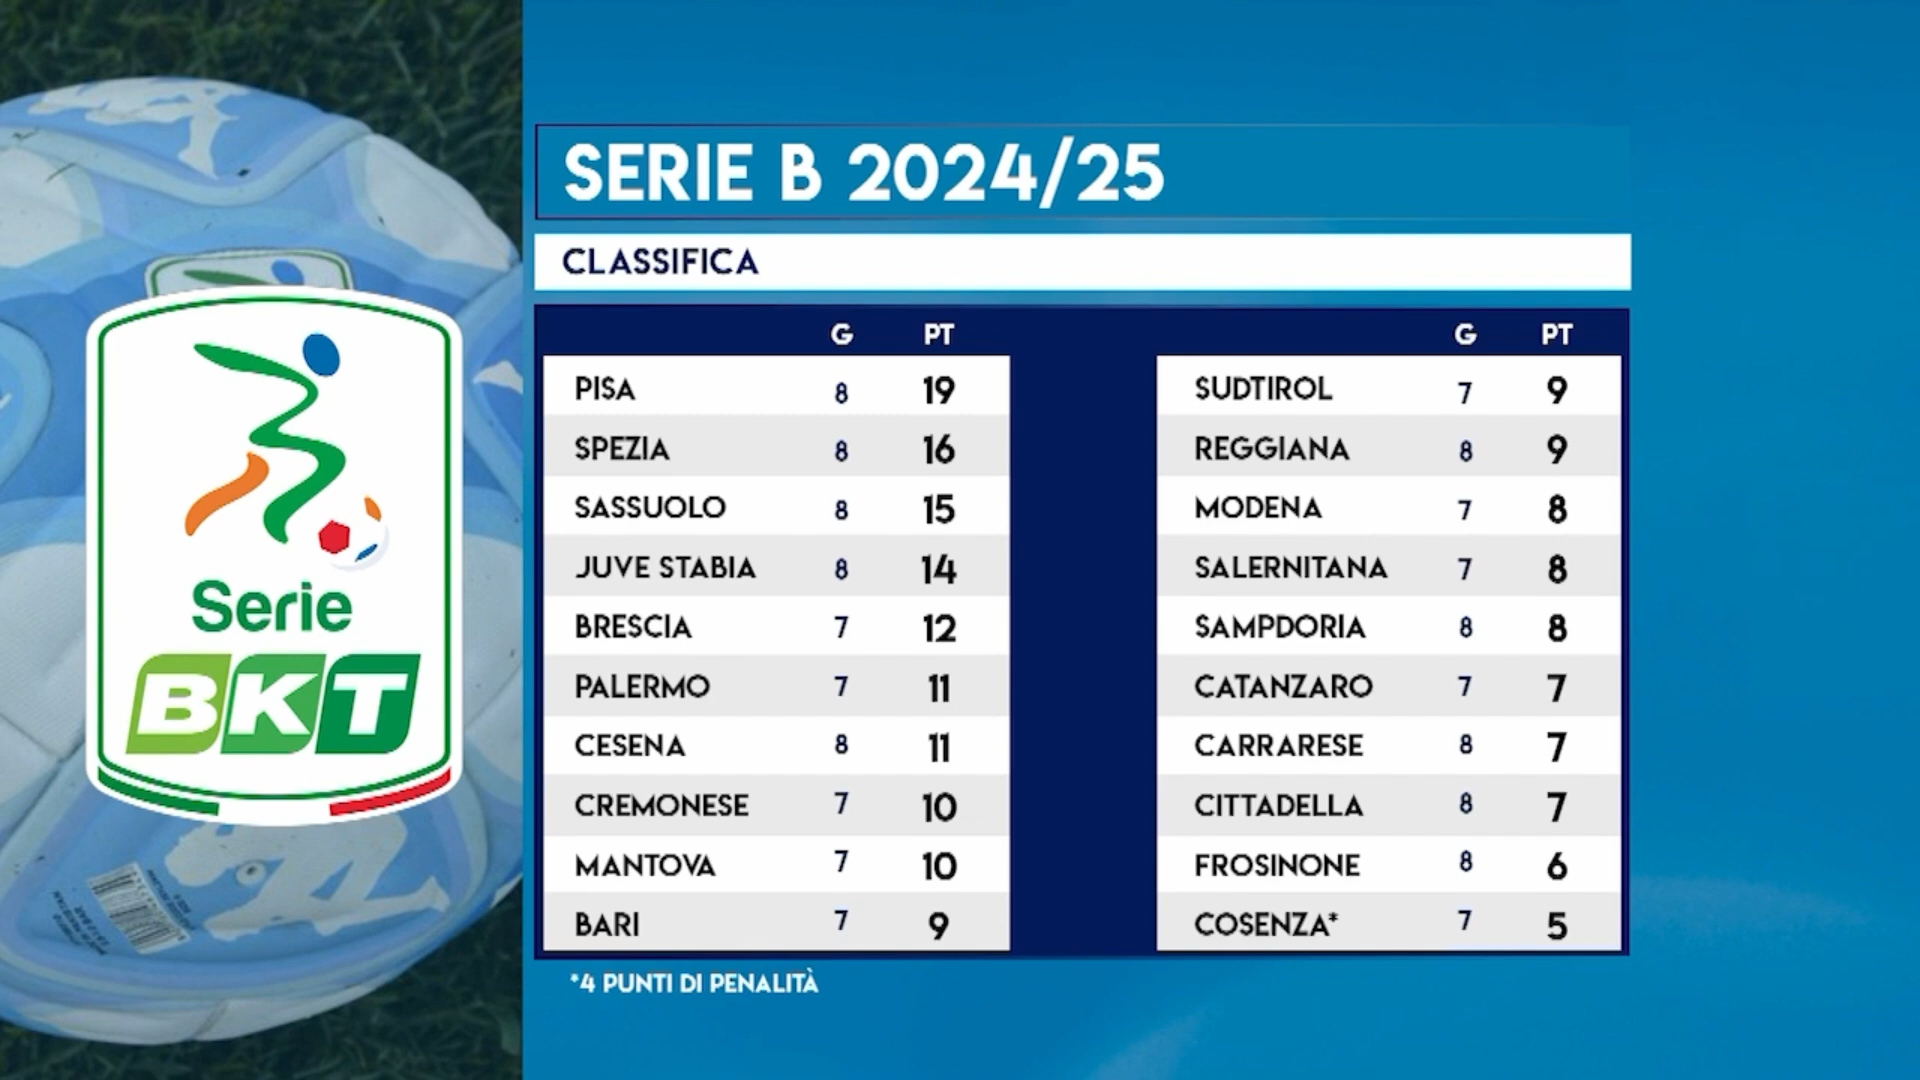 SERIE B 2024/25
CLASSIFICA
G PT
PISA 8 19
SPEZIA 8 16
SASSUOLO 8 15
JUVE STABIA 8 14
BRESCIA 7 12
PALERMO 7 11
CESENA 8 11
CREMONESE 7 10
MANTOVA 7 10
BARI 7 9
G PT
SUDTIROL 7 9
REGGIANA 8 9
MODENA 7 8
SALERNITANA 7 8
SAMPDORIA 8 8
CATANZARO 7 7
CARRARESE 8 7
CITTADELLA 8 7
FROSINONE 8 6
COSENZA* 7 5
*4 PUNTI DI PENALITÀ
Serie
BKT